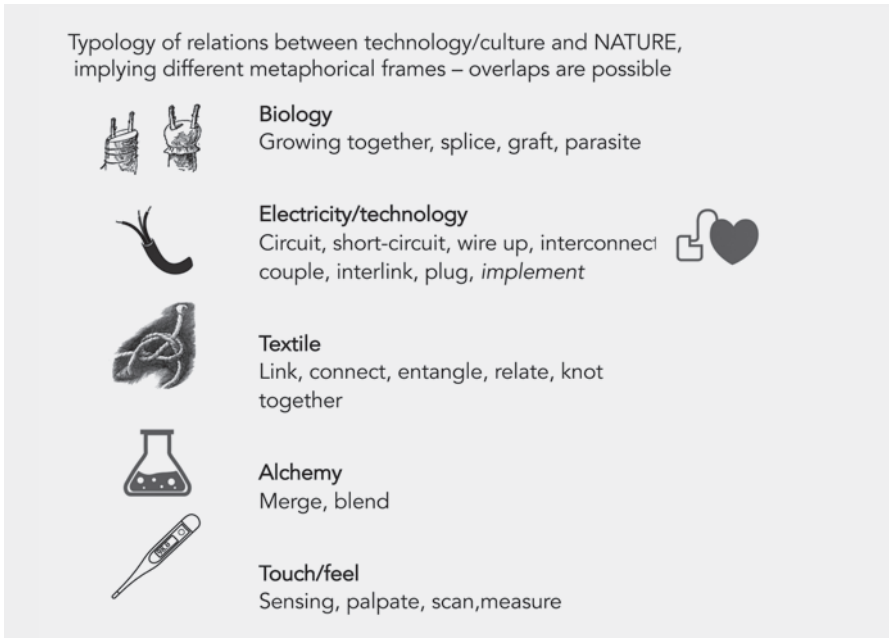 Typology of relations between technology/culture and NATURE,
implying different metaphorical frames – overlaps are possible
Biology
Growing together, splice, graft, parasite
Electricity/technology
Circuit, short-circuit, wire up, interconnect
couple, interlink, plug, implement
Textile
Link, connect, entangle, relate, knot
together
Alchemy
Merge, blend
Touch/feel
Sensing, palpate, scan,measure